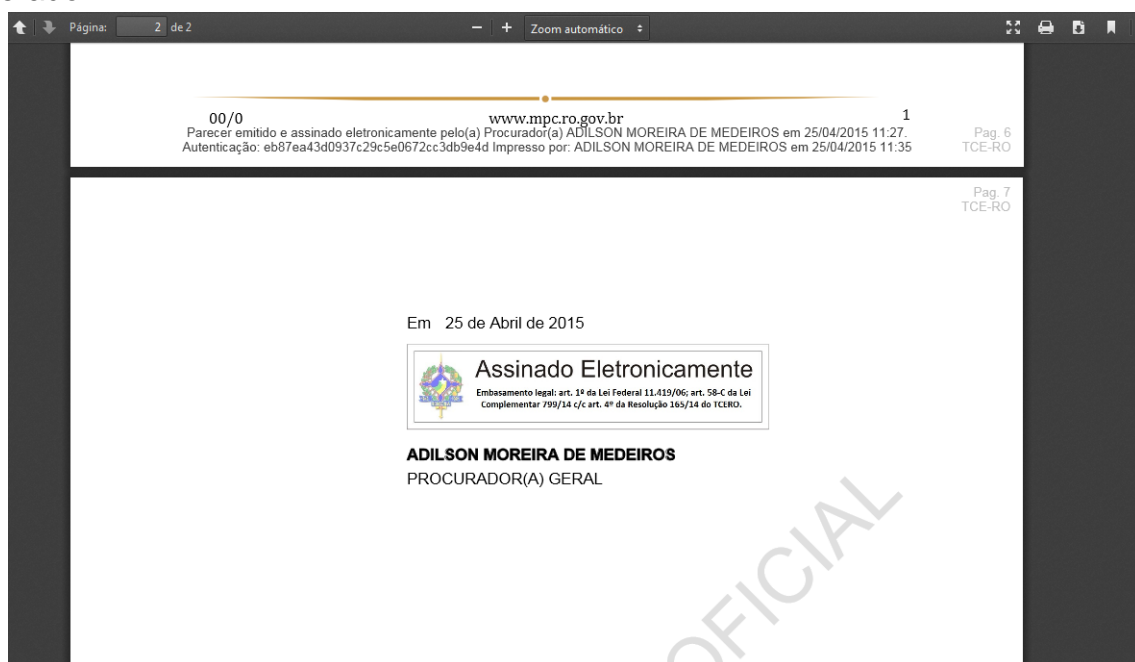 Página: 2 de 2
Zoom automático
00/0 www.mpc.ro.gov.br 1
Parecer emitido e assinado eletronicamente pelo(a) Procurador(a) ADILSON MOREIRA DE MEDEIROS em 25/04/2015 11:27.
Autenticação: eb87ea43d0937c29c5e0672cc3db9e4d Impresso por: ADILSON MOREIRA DE MEDEIROS em 25/04/2015 11:35
Pag. 6
TCE-RO
Pag. 7
TCE-RO
Em 25 de Abril de 2015
Assinado Eletronicamente
Embasamento legal: art. 1º da Lei Federal 11.419/06; art. 58-C da Lei
Complementar 799/14 c/c art. 4º da Resolução 165/14 do TCERO.
ADILSON MOREIRA DE MEDEIROS
PROCURADOR(A) GERAL
OFICIAL